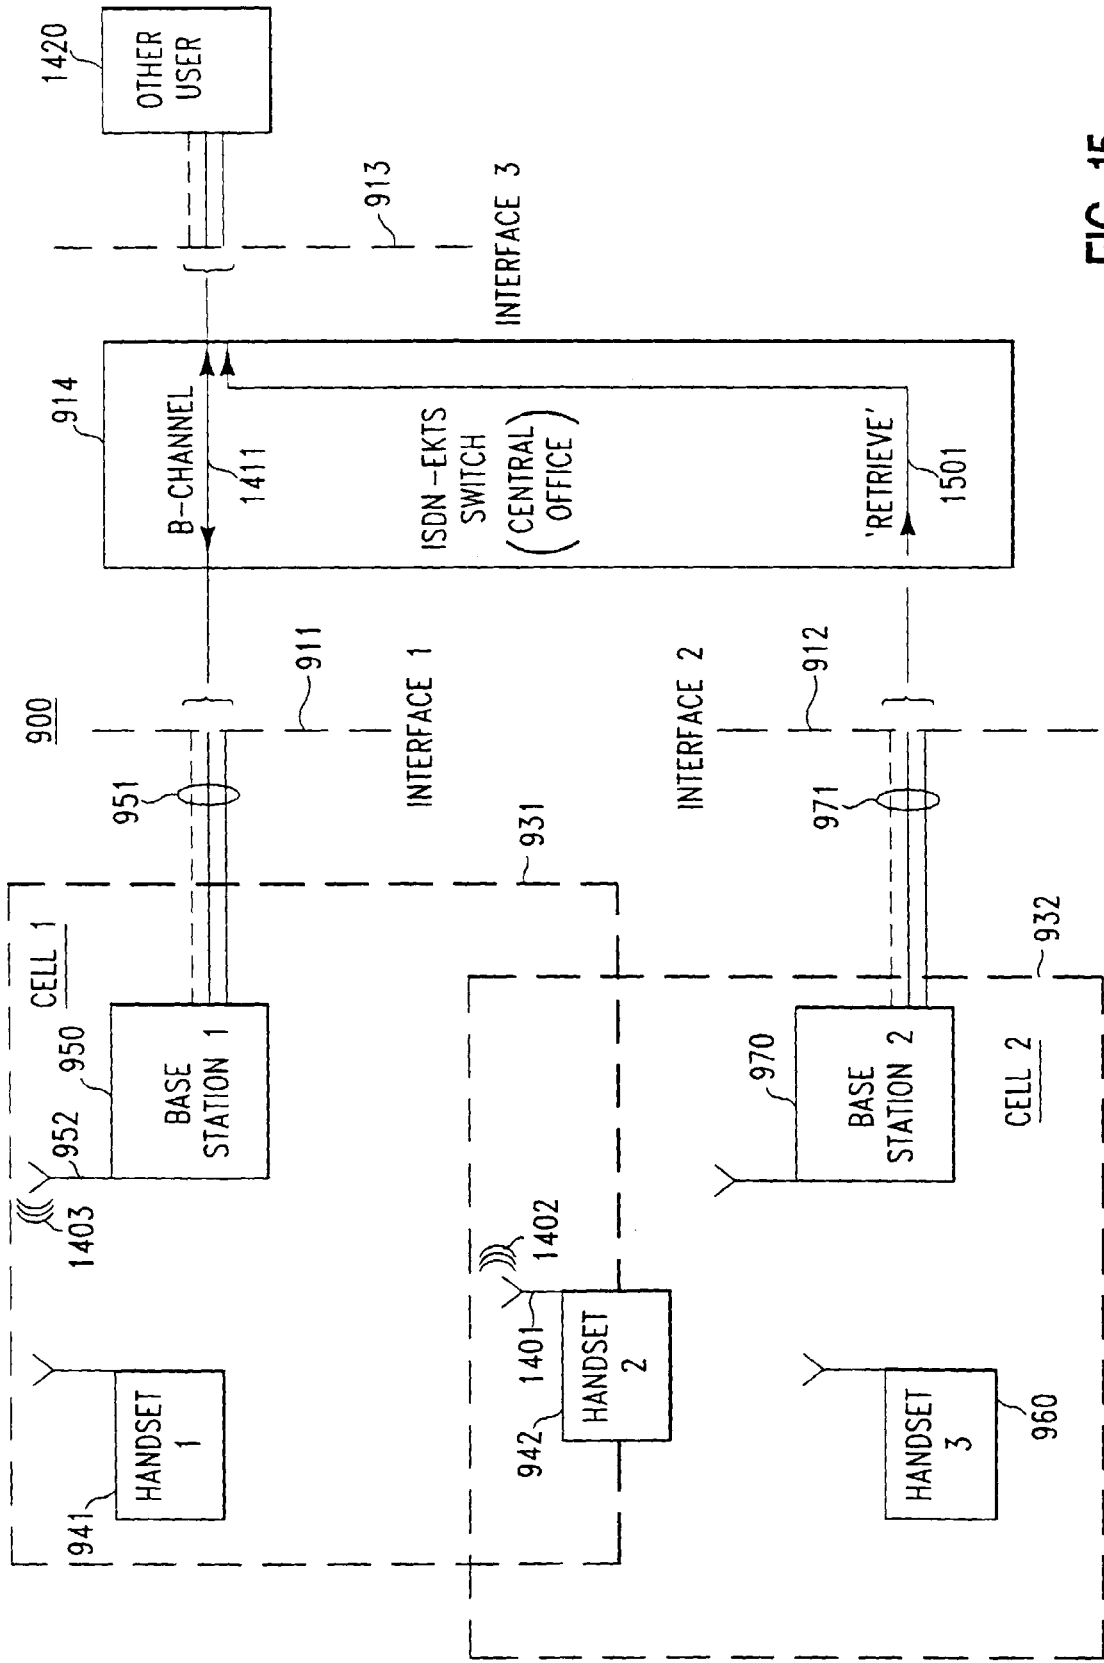 1420
OTHER
USER
913
INTERFACE 3
914
B-CHANNEL
1411
ISDN-EKTS
SWITCH
(CENTRAL
OFFICE)
'RETRIEVE'
1501
900
911
INTERFACE 1
951
912
INTERFACE 2
971
931
CELL 1
950
952
1403
BASE
STATION 1
932
CELL 2
970
BASE
STATION 2
1402
1401
942
HANDSET
2
941
HANDSET
1
HANDSET
3
960